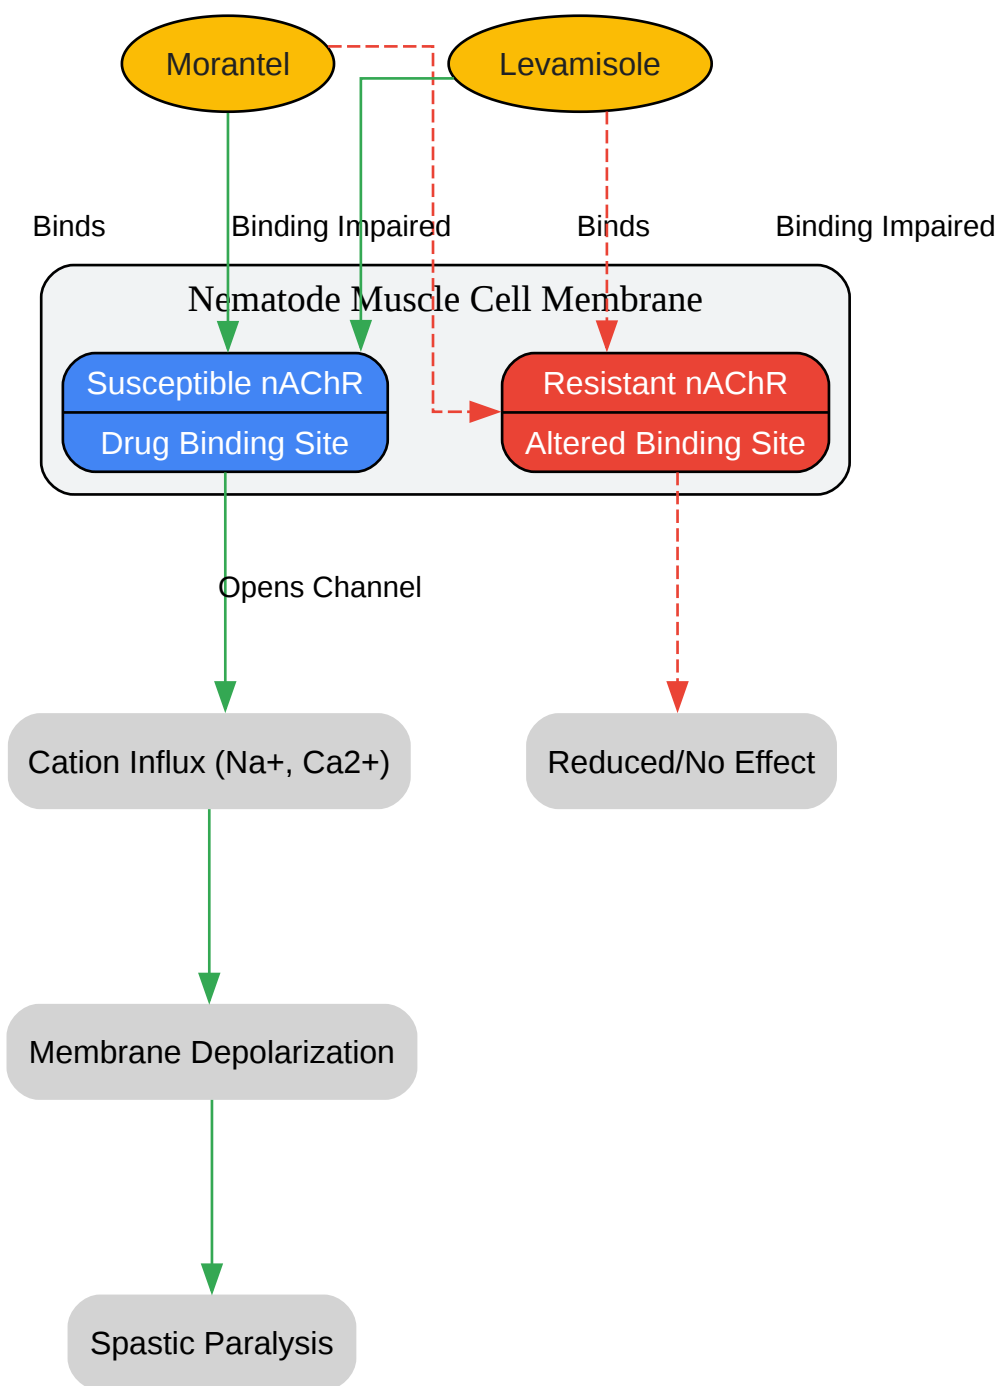 Morantel
Levamisole
Binds
Binding Impaired
Binds
Binding Impaired
Nematode Muscle Cell Membrane
Susceptible nAChR
Drug Binding Site
Resistant nAChR
Altered Binding Site
Opens Channel
Cation Influx (Na+, Ca2+)
Reduced/No Effect
Membrane Depolarization
Spastic Paralysis